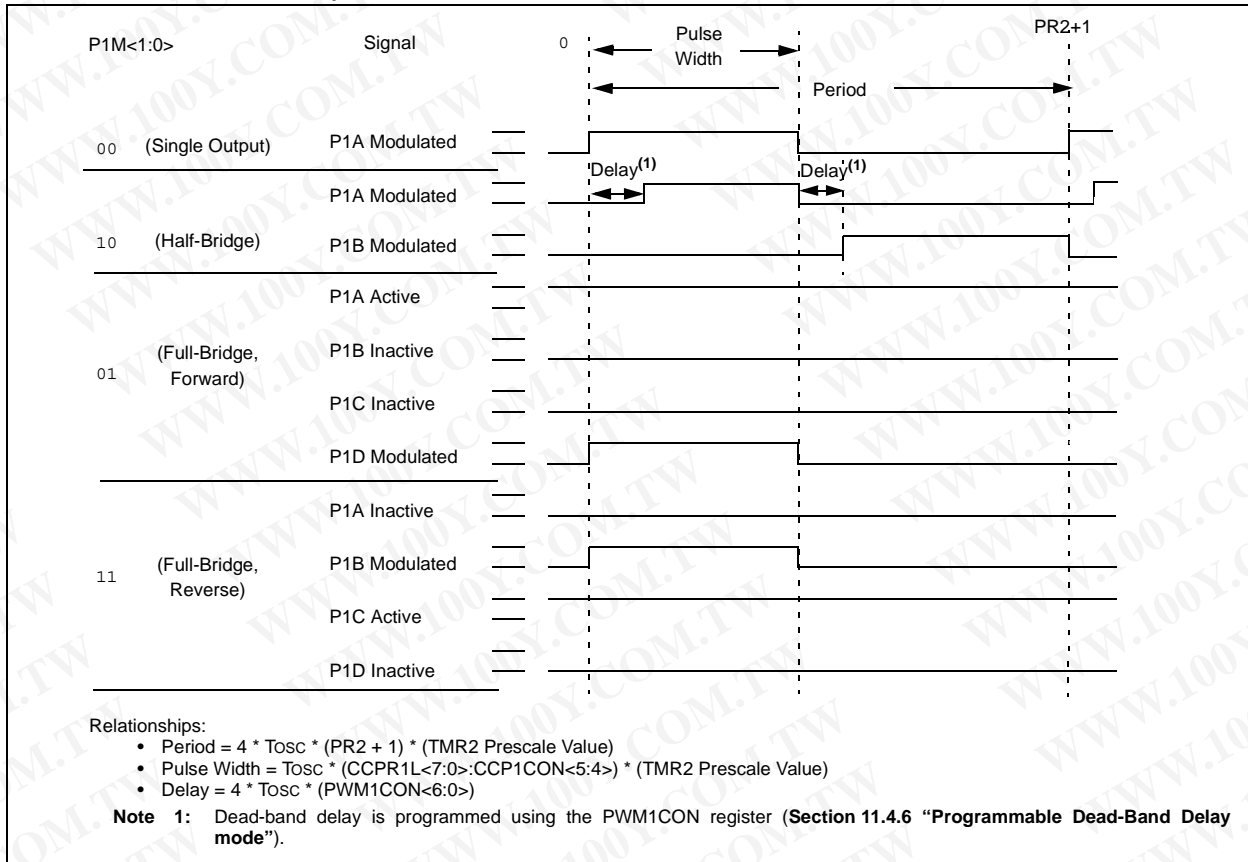 P1M<1:0> Signal 0 Pulse Width PR2+1
Period
00 (Single Output) P1A Modulated
Delay(1) Delay(1)
P1A Modulated
10 (Half-Bridge) P1B Modulated
P1A Active
01 (Full-Bridge, Forward) P1B Inactive
P1C Inactive
P1D Modulated
P1A Inactive
11 (Full-Bridge, Reverse) P1B Modulated
P1C Active
P1D Inactive
Relationships:
• Period = 4 * TOSC * (PR2 + 1) * (TMR2 Prescale Value)
• Pulse Width = TOSC * (CCPR1L<7:0>:CCP1CON<5:4>) * (TMR2 Prescale Value)
• Delay = 4 * TOSC * (PWM1CON<6:0>)
Note 1: Dead-band delay is programmed using the PWM1CON register (Section 11.4.6 “Programmable Dead-Band Delay
mode”).
WWW.100Y.COM.TW